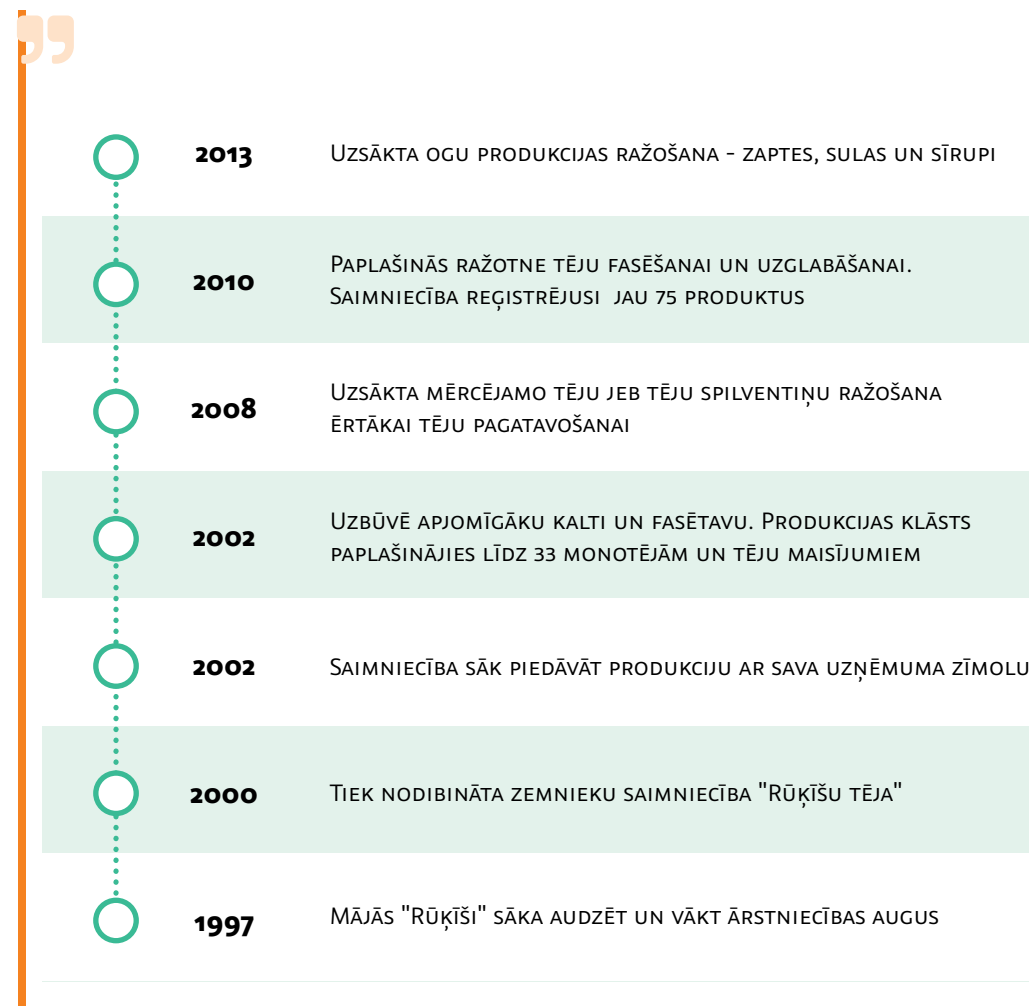 ”
2013 Uzsākta ogu produkcijas ražošana - zaptes, sulas un sīrupi
2010 Paplašinās ražotne tēju fasēšanai un uzglabāšanai.
Saimniecība reģistrējusi jau 75 produktus
2008 Uzsākta mērcējamo tēju jeb tēju spilventiņu ražošana
ērtākai tēju pagatavošanai
2002 Uzbūvē apjomīgāku kalti un fasētavu. Produkcijas klāsts
paplašinājies līdz 33 monotējām un tēju maisījumiem
2002 Saimniecība sāk piedāvāt produkciju ar sava uzņēmuma zīmolu
2000 Tiek nodibināta zemnieku saimniecība "Rūķīšu tēja"
1997 Mājās "Rūķīši" sāka audzēt un vākt ārstniecības augus